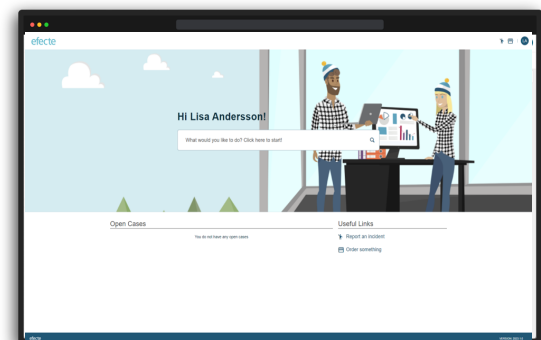 efecte
LA
Hi Lisa Andersson!
What would you like to do? Click here to start!
Open Cases
You do not have any open cases
Useful Links
Report an incident
Order something
efecte